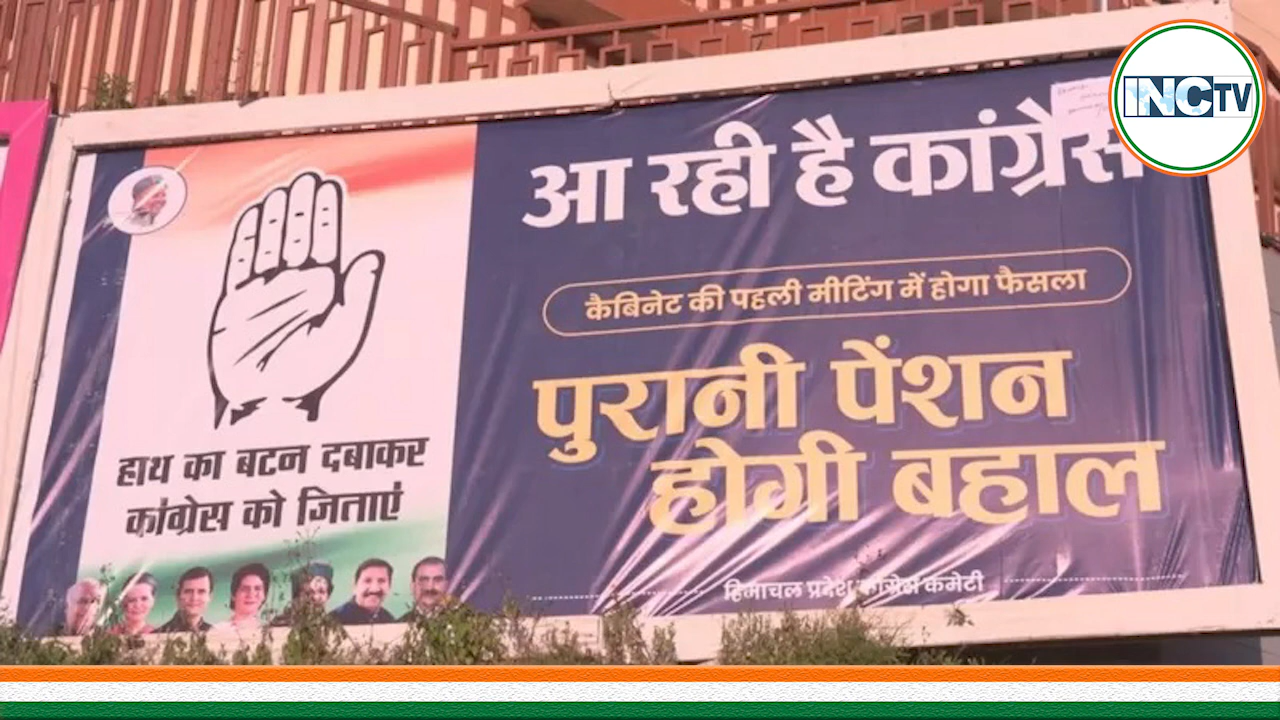 INCTV
आ रही है कांग्रेस
कैबिनेट की पहली मीटिंग में होगा फैसला
पुरानी पेंशन
होगी बहाल
हिमाचल प्रदेश कांग्रेस कमेटी
हाथ का बटन दबाकर
कांग्रेस को जिताएं